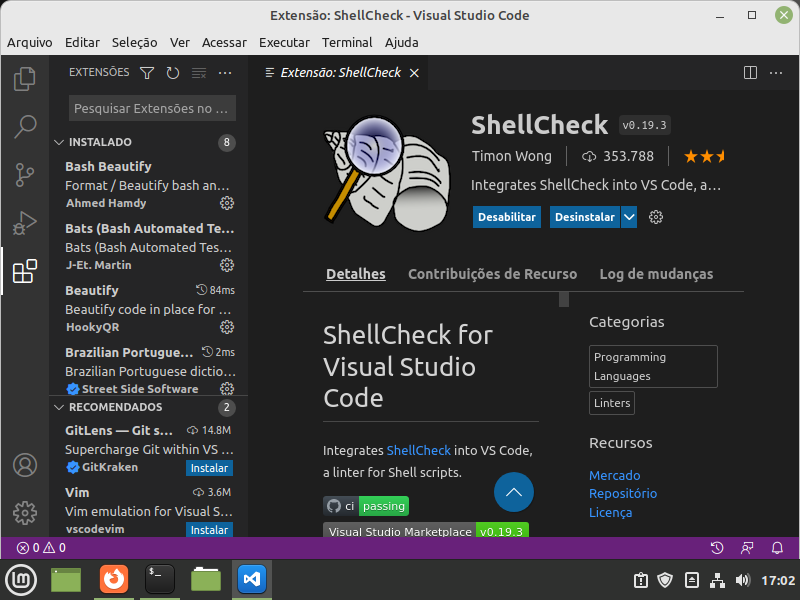 Extensão: ShellCheck - Visual Studio Code
Arquivo Editar Seleção Ver Acessar Executar Terminal Ajuda
EXTENSÕES
Extensão: ShellCheck
Pesquisar Extensões no ...
INSTALADO 8
Bash Beautify
Format / Beautify bash an...
Ahmed Hamdy
Bats (Bash Automated Te...
Bats (Bash Automated Tes...
J-Et. Martin
Beautify 84ms
Beautify code in place for ...
HookyQR
Brazilian Portugue... 2ms
Brazilian Portuguese dictio...
Street Side Software
RECOMENDADOS 2
GitLens — Git s... 14.8M
Supercharge Git within VS ...
GitKraken Instalar
Vim 3.6M
Vim emulation for Visual S...
vscodevim Instalar
ShellCheck v0.19.3
Timon Wong 353.788
Integrates ShellCheck into VS Code, a...
Desabilitar Desinstalar
Detalhes Contribuições de Recurso Log de mudanças
ShellCheck for
Visual Studio
Code
Integrates ShellCheck into VS Code,
a linter for Shell scripts.
ci passing
Visual Studio Marketplace v0.19.3
Categorias
Programming
Languages
Linters
Recursos
Mercado
Repositório
Licença
0 0
17:02